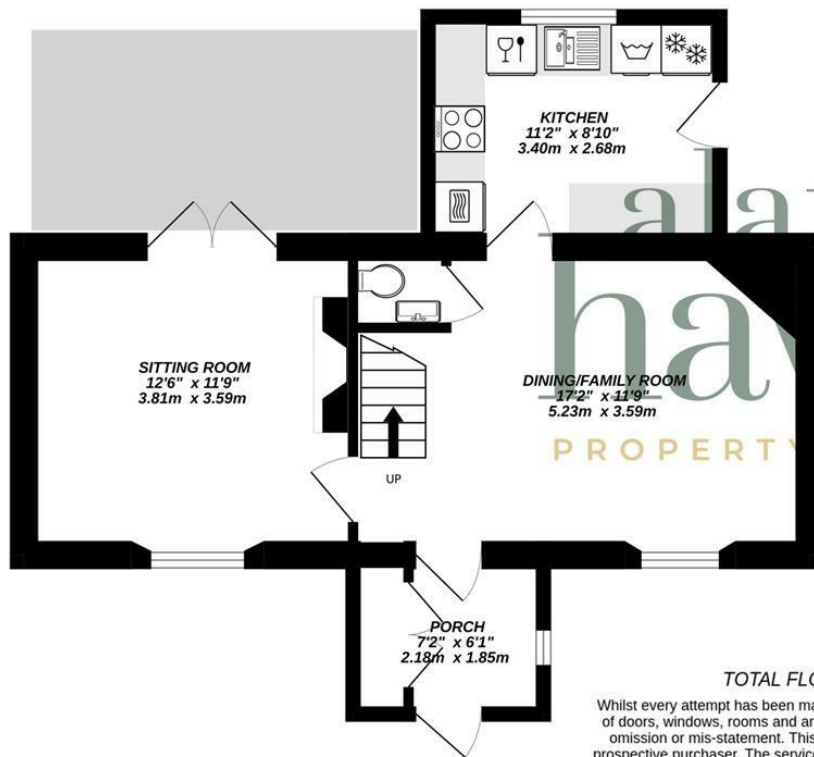 KITCHEN
11'2" x 8'10"
3.40m x 2.68m
SITTING ROOM
12'6" x 11'9"
3.81m x 3.59m
DINING/FAMILY ROOM
17'2" x 11'9"
5.23m x 3.59m
PROPERTY
UP
PORCH
7'2" x 6'1"
2.18m x 1.85m
TOTAL
Whilst every attempt has been
of doors, windows, rooms and
omission or mis-statement. This
prospective purchaser. The